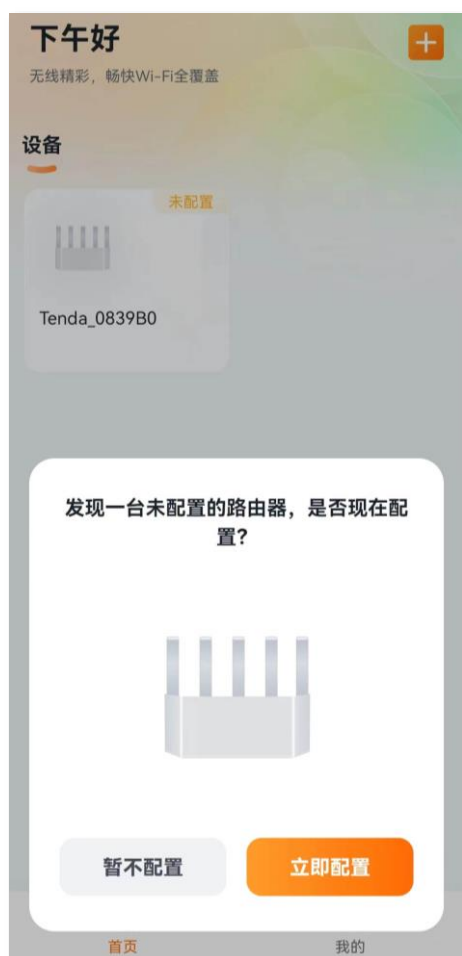 下午好
无线精彩，畅快Wi-Fi全覆盖
设备
未配置
Tenda_0839B0
发现一台未配置的路由器，是否现在配
置？
暂不配置
立即配置
首页
我的